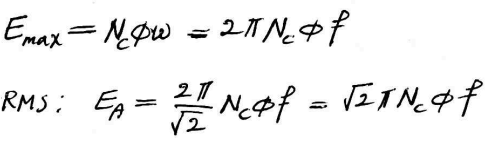 E_max = N_c ϕ ω = 2π N_c ϕ f
RMS: E_A = 2π/√2 N_c ϕ f = √2 π N_c ϕ f